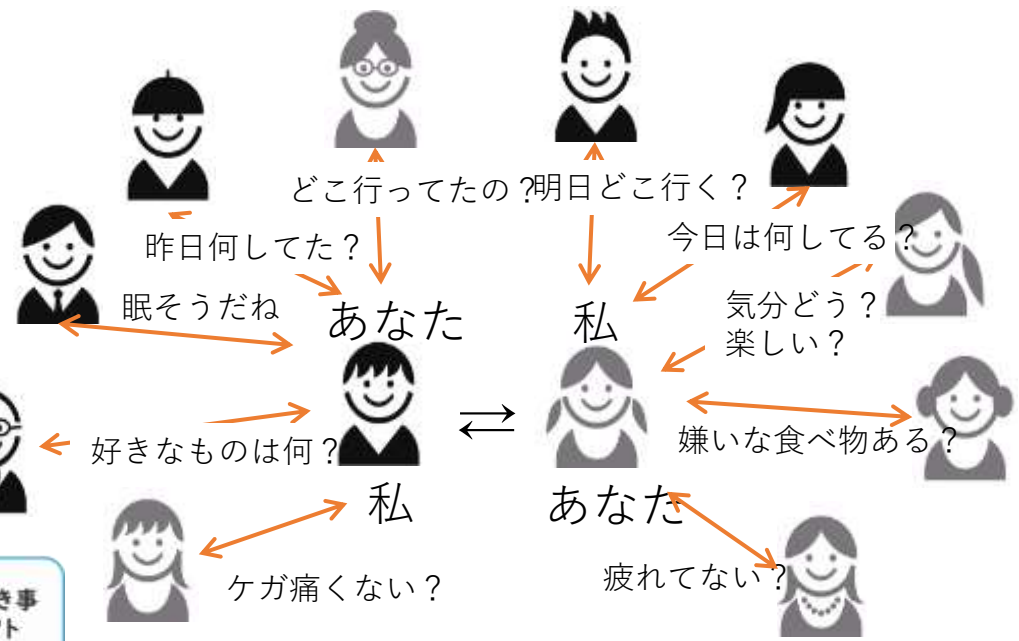 どこ行ってたの？
明日どこ行く？
昨日何してた？
今日は何してる？
眠そうだね
気分どう？
楽しい？
あなた
私
好きなものは何？
嫌いな食べ物ある？
私
あなた
ケガ痛くない？
疲れてない？
き事
ト